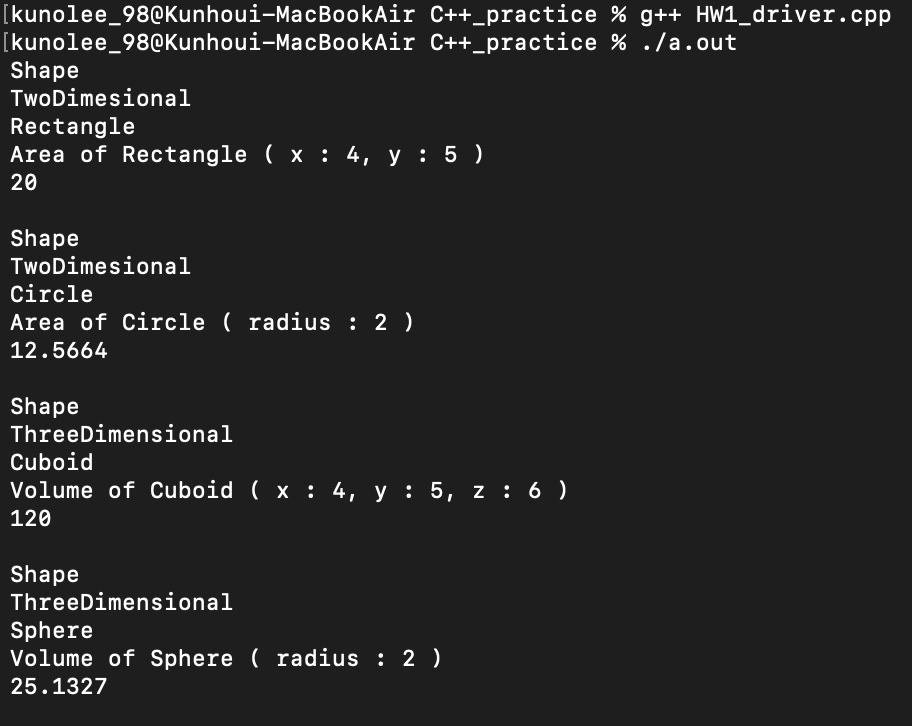 [kunolee_98@Kunhoui-MacBookAir C++_practice % g++ HW1_driver.cpp
[kunolee_98@Kunhoui-MacBookAir C++_practice % ./a.out
Shape
TwoDimesional
Rectangle
Area of Rectangle ( x : 4, y : 5 )
20
Shape
TwoDimesional
Circle
Area of Circle ( radius : 2 )
12.5664
Shape
ThreeDimensional
Cuboid
Volume of Cuboid ( x : 4, y : 5, z : 6 )
120
Shape
ThreeDimensional
Sphere
Volume of Sphere ( radius : 2 )
25.1327